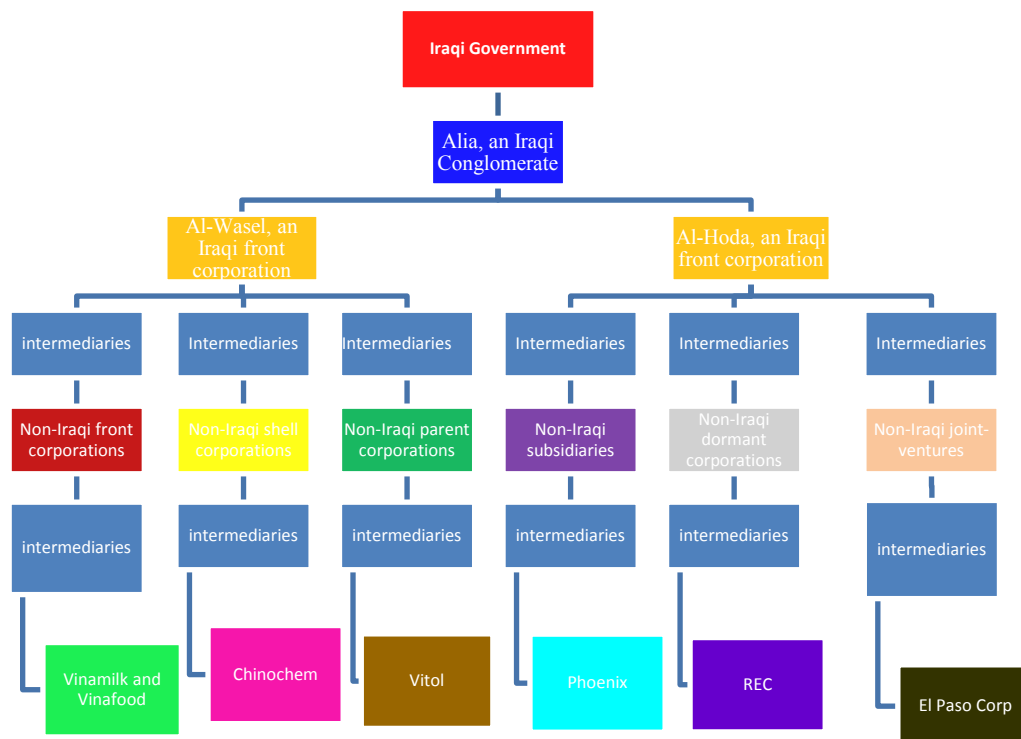 Iraqi Government
Alia, an Iraqi
Conglomerate
Al-Wasel, an
Iraqi front
corporation
Al-Hoda, an Iraqi
front corporation
intermediaries
Intermediaries
Intermediaries
Intermediaries
Intermediaries
Intermediaries
Non-Iraqi front
corporations
Non-Iraqi shell
corporations
Non-Iraqi parent
corporations
Non-Iraqi
subsidiaries
Non-Iraqi
dormant
corporations
Non-Iraqi joint-
ventures
intermediaries
intermediaries
intermediaries
intermediaries
intermediaries
intermediaries
Vinamilk and
Vinafood
Chinochem
Vitol
Phoenix
REC
El Paso Corp